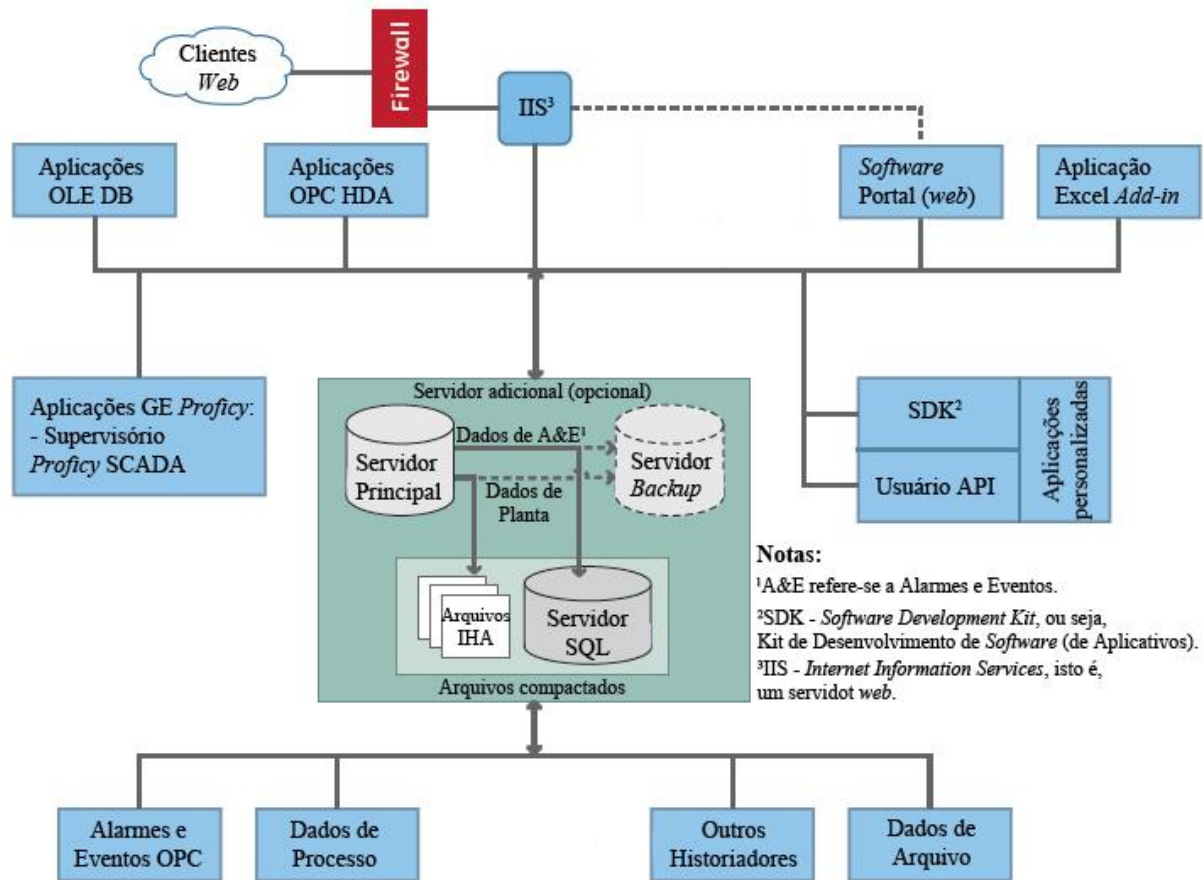 Clientes
Web
Firewall
IIS³
Aplicações
OLE DB
Aplicações
OPC HDA
Software
Portal (web)
Aplicação
Excel Add-in
Aplicações GE Proficy:
- Supervisório
Proficy SCADA
Servidor adicional (opcional)
Servidor
Principal
Dados de A&E¹
Dados de
Planta
Servidor
Backup
Arquivos
IHA
Servidor
SQL
Arquivos compactados
SDK²
Usuário API
Aplicações
personalizadas
Notas:
¹A&E refere-se a Alarmes e Eventos.
²SDK - Software Development Kit, ou seja,
Kit de Desenvolvimento de Software (de Aplicativos).
³IIS - Internet Information Services, isto é,
um servidot web.
Alarmes e
Eventos OPC
Dados de
Processo
Outros
Historiadores
Dados de
Arquivo